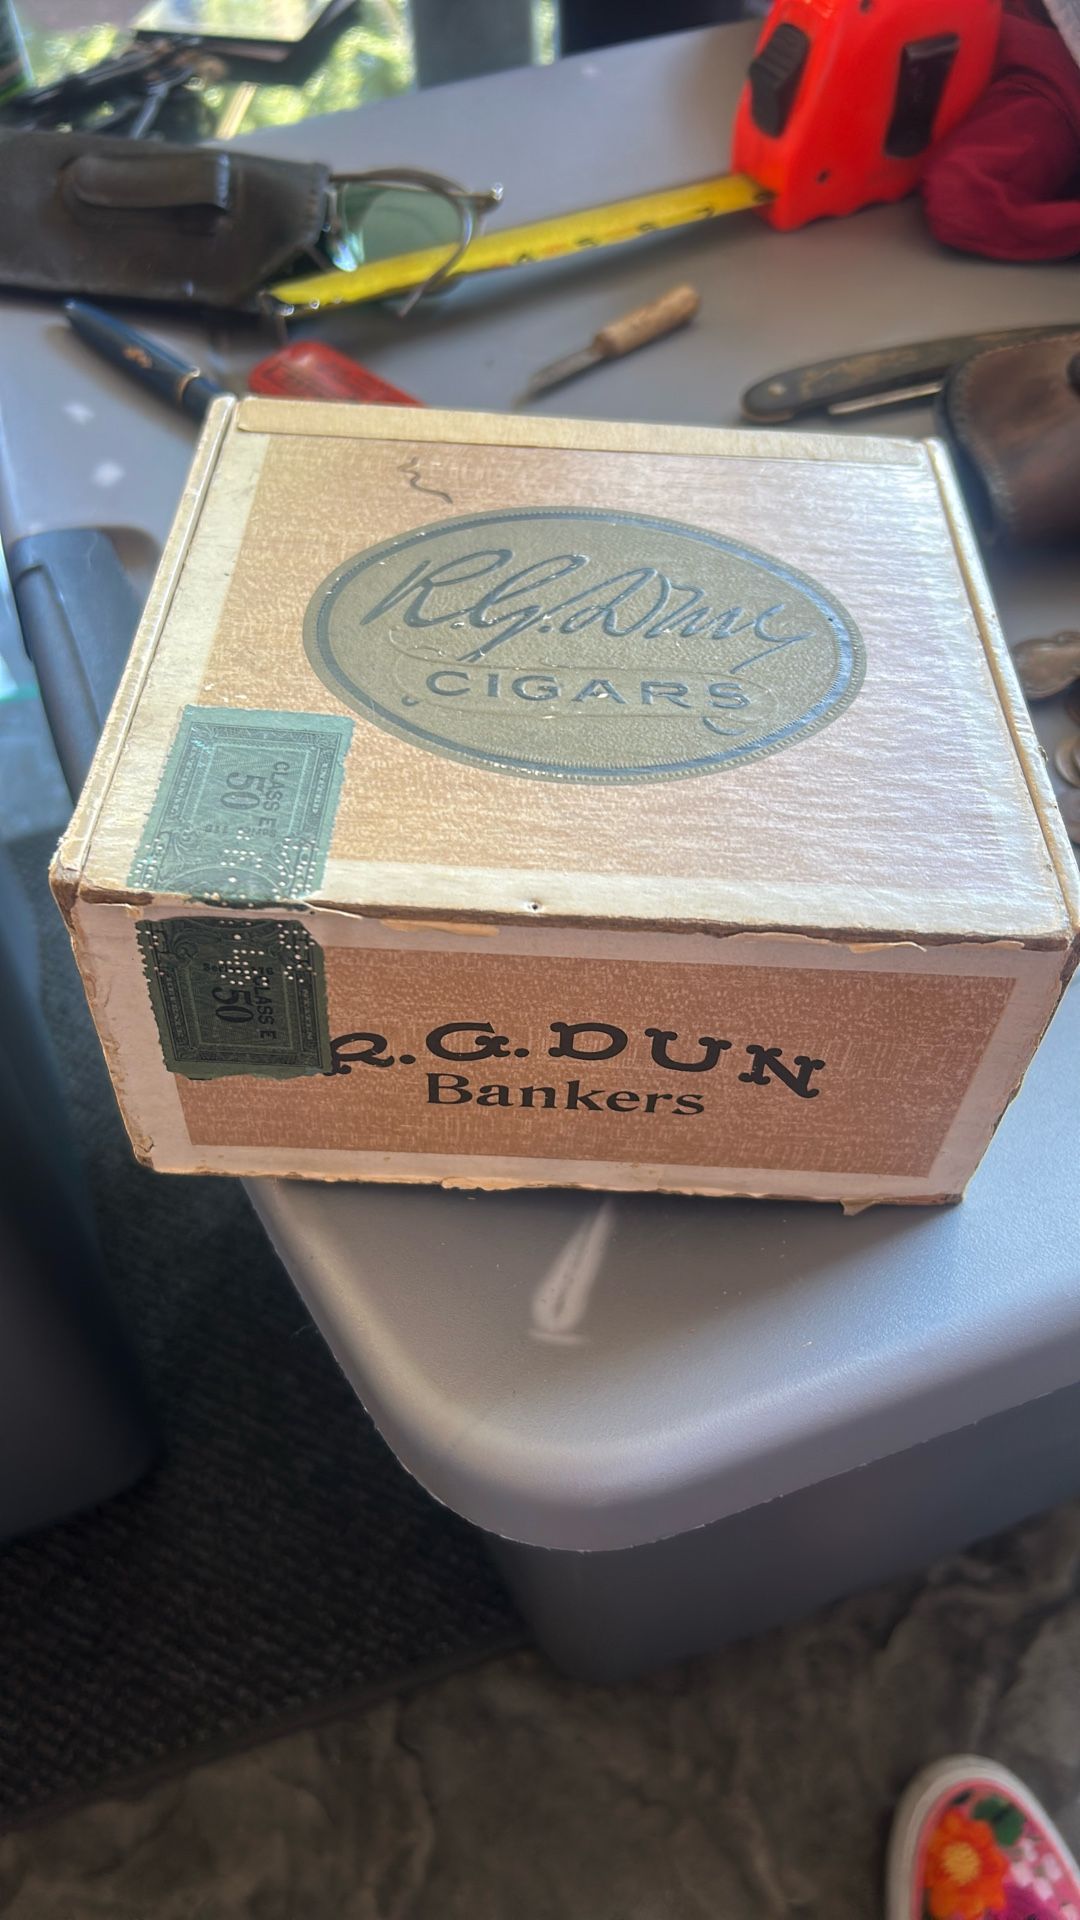 R.G. Dun
CIGARS
CLASS E
50
CLASS E
50
R.G. DUN
Bankers